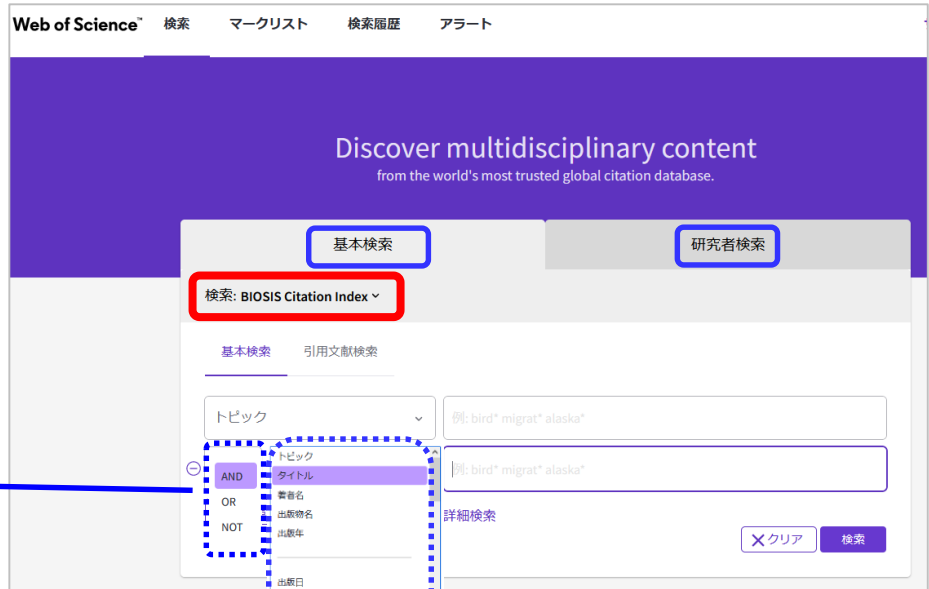 Web of Science™ 検索 マークリスト 検索履歴 アラート
Discover multidisciplinary content
from the world's most trusted global citation database.
基本検索 研究者検索
検索: BIOSIS Citation Index
基本検索 引用文献検索
トピック 例: bird* migrat* alaska*
トピック
AND タイトル 例: bird* migrat* alaska*
OR 著者名
出版物名 詳細検索
NOT 出版年
クリア 検索
出版日